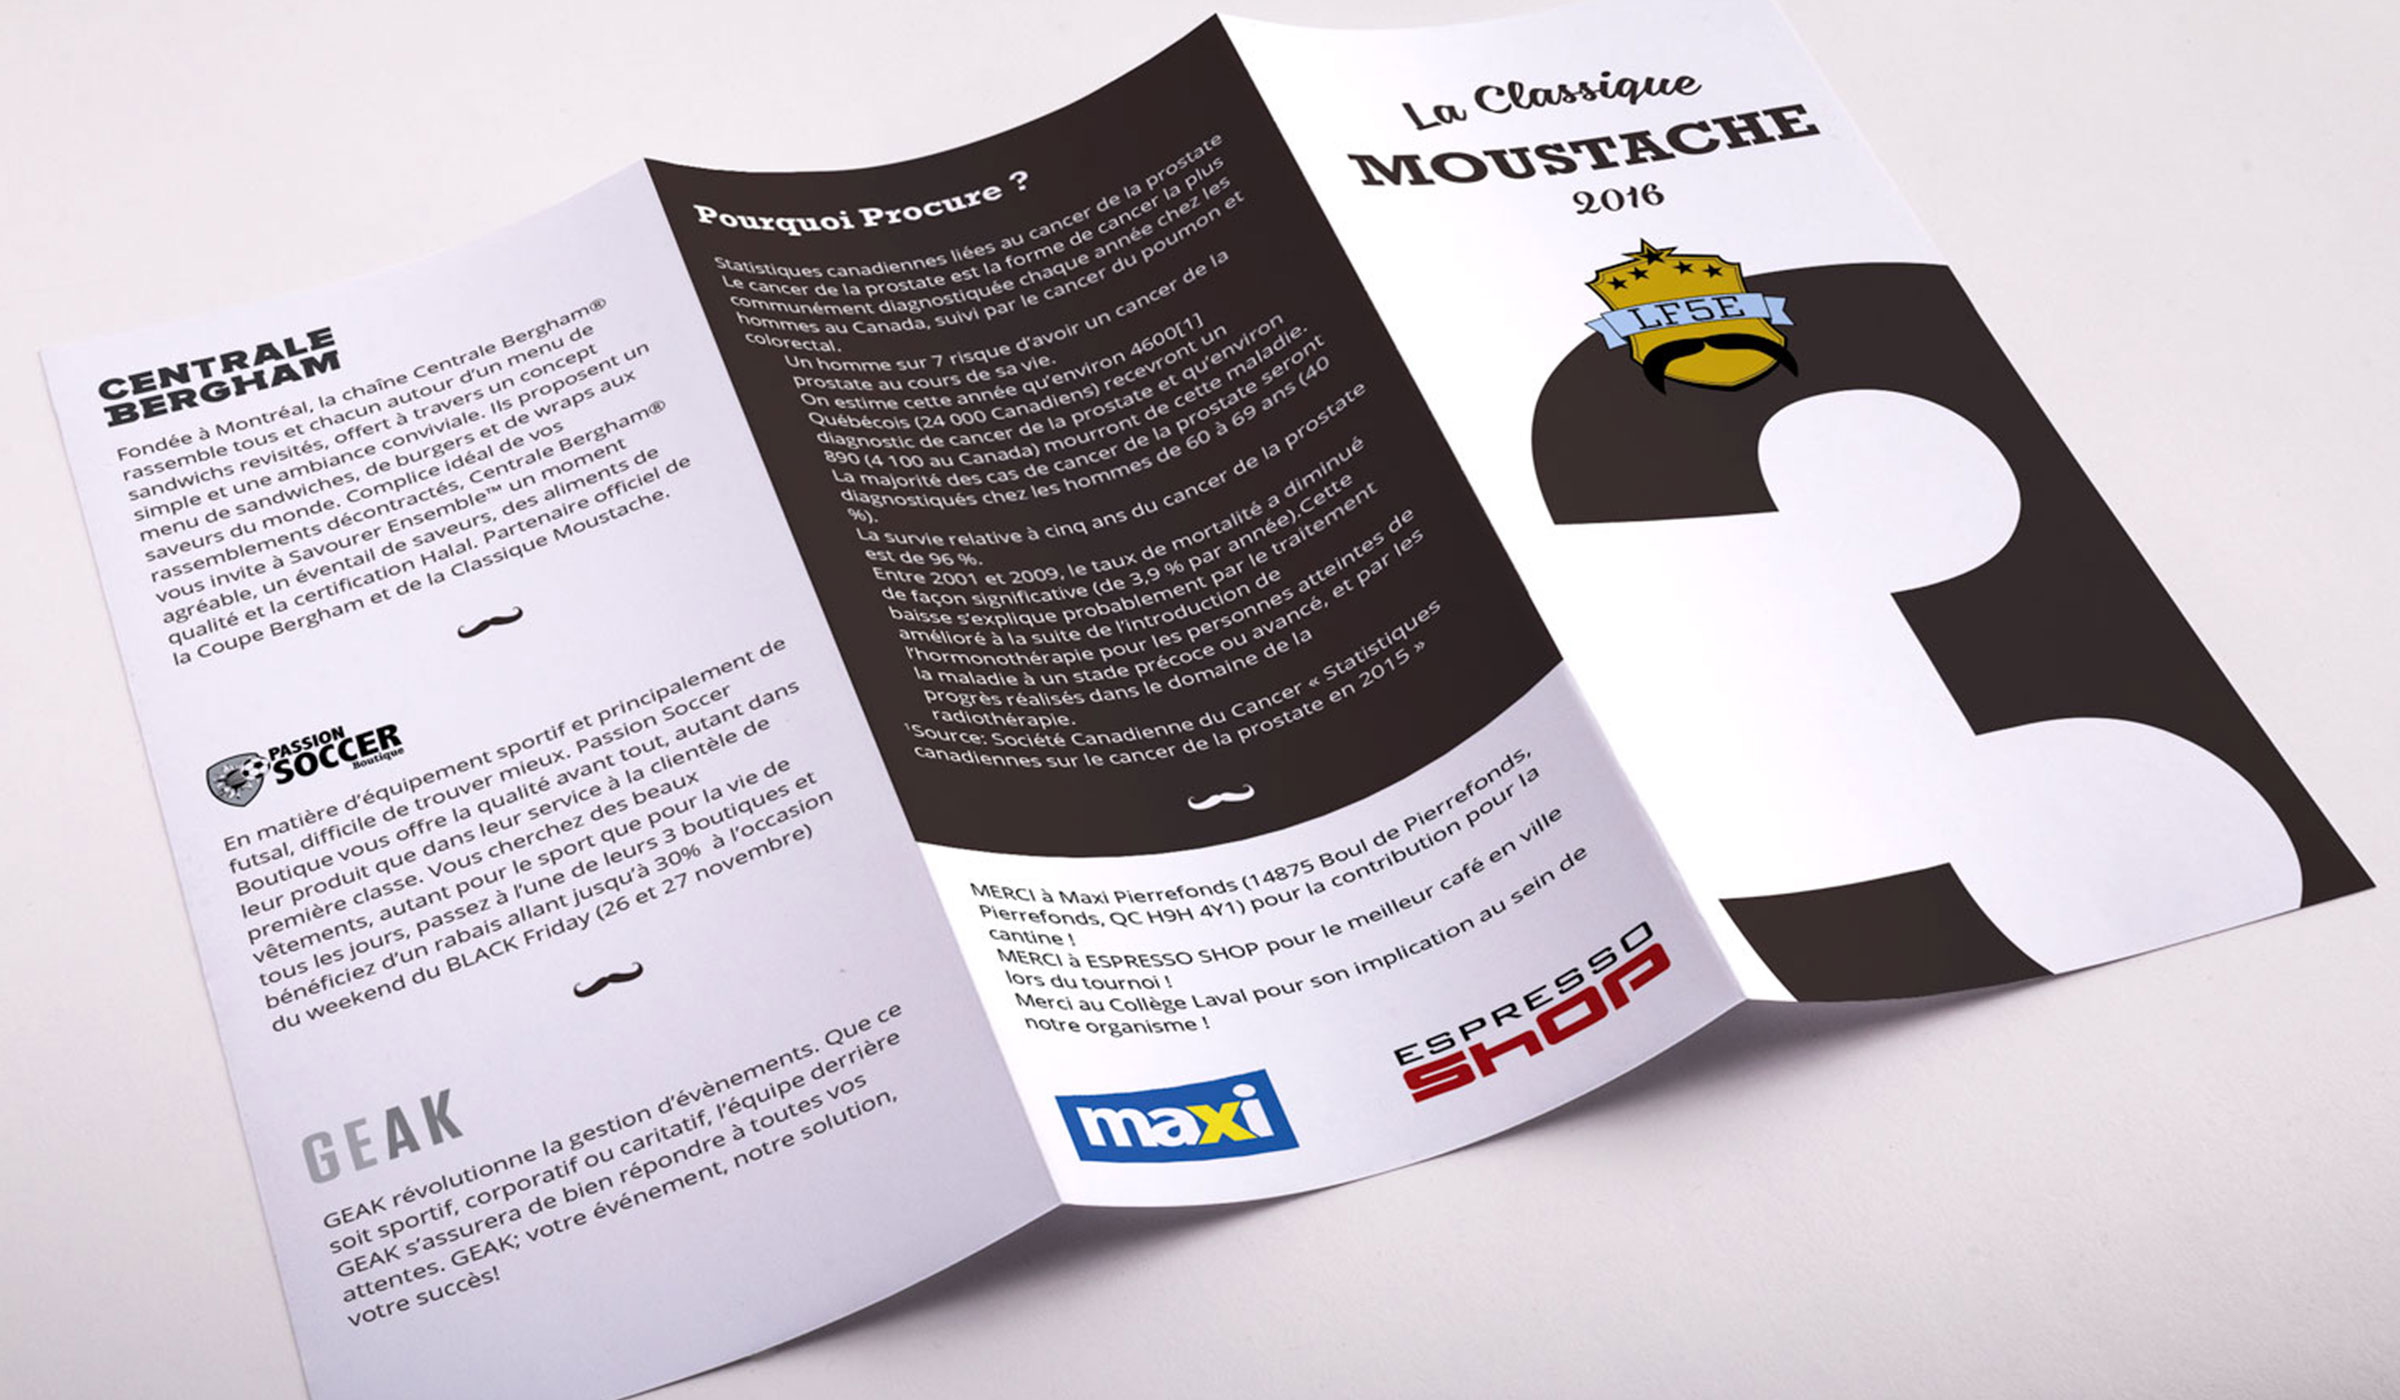 CENTRALE
BERGHAM
Fondée à Montréal, la chaîne Centrale Bergham®
rassemble tous et chacun autour d'un menu de
sandwichs revisités, offert à travers un concept
simple et une ambiance conviviale. Ils proposent un
menu de sandwiches, de burgers et de wraps aux
saveurs du monde. Complice idéal de vos
rassemblements décontractés, Centrale Bergham®
vous invite à Savourer Ensemble™ un moment
agréable, un éventail de saveurs, des aliments de
qualité et la certification Halal. Partenaire officiel de
la Coupe Bergham et de la Classique Moustache.
PASSION
SOCCER
Boutique
En matière d'équipement sportif et principalement de
futsal, difficile de trouver mieux. Passion Soccer
Boutique vous offre la qualité avant tout, autant dans
leur produit que dans leur service à la clientèle de
première classe. Vous cherchez des beaux
vêtements, autant pour le sport que pour la vie de
tous les jours, passez à l'une de leurs 3 boutiques et
bénéficiez d'un rabais allant jusqu'à 30% à l'occasion
du weekend du BLACK Friday (26 et 27 novembre)
GEAK
GEAK révolutionne la gestion d'évènements. Que ce
soit sportif, corporatif ou caritatif, l'équipe derrière
GEAK s'assurera de bien répondre à toutes vos
attentes. GEAK; votre événement, notre solution,
votre succès!
Pourquoi Procure ?
Statistiques canadiennes liées au cancer de la prostate
Le cancer de la prostate est la forme de cancer la plus
communément diagnostiquée chaque année chez les
hommes au Canada, suivi par le cancer du poumon et
colorectal.
Un homme sur 7 risque d'avoir un cancer de la
prostate au cours de sa vie.
On estime cette année qu'environ 4600[1]
Québécois (24 000 Canadiens) recevront un
diagnostic de cancer de la prostate et qu'environ
890 (4 100 au Canada) mourront de cette maladie.
La majorité des cas de cancer de la prostate seront
diagnostiqués chez les hommes de 60 à 69 ans (40
%).
La survie relative à cinq ans du cancer de la prostate
est de 96 %.
Entre 2001 et 2009, le taux de mortalité a diminué
de façon significative (de 3,9 % par année).Cette
baisse s'explique probablement par le traitement
amélioré à la suite de l'introduction de
l'hormonothérapie pour les personnes atteintes de
la maladie à un stade précoce ou avancé, et par les
progrès réalisés dans le domaine de la
radiothérapie.
¹Source: Société Canadienne du Cancer « Statistiques
canadiennes sur le cancer de la prostate en 2015 »
MERCI à Maxi Pierrefonds (14875 Boul de Pierrefonds,
Pierrefonds, QC H9H 4Y1) pour la contribution pour la
cantine !
MERCI à ESPRESSO SHOP pour le meilleur café en ville
lors du tournoi !
Merci au Collège Laval pour son implication au sein de
notre organisme !
maxi
ESPRESSO
SHOP
La Classique
MOUSTACHE
2016
LF5E